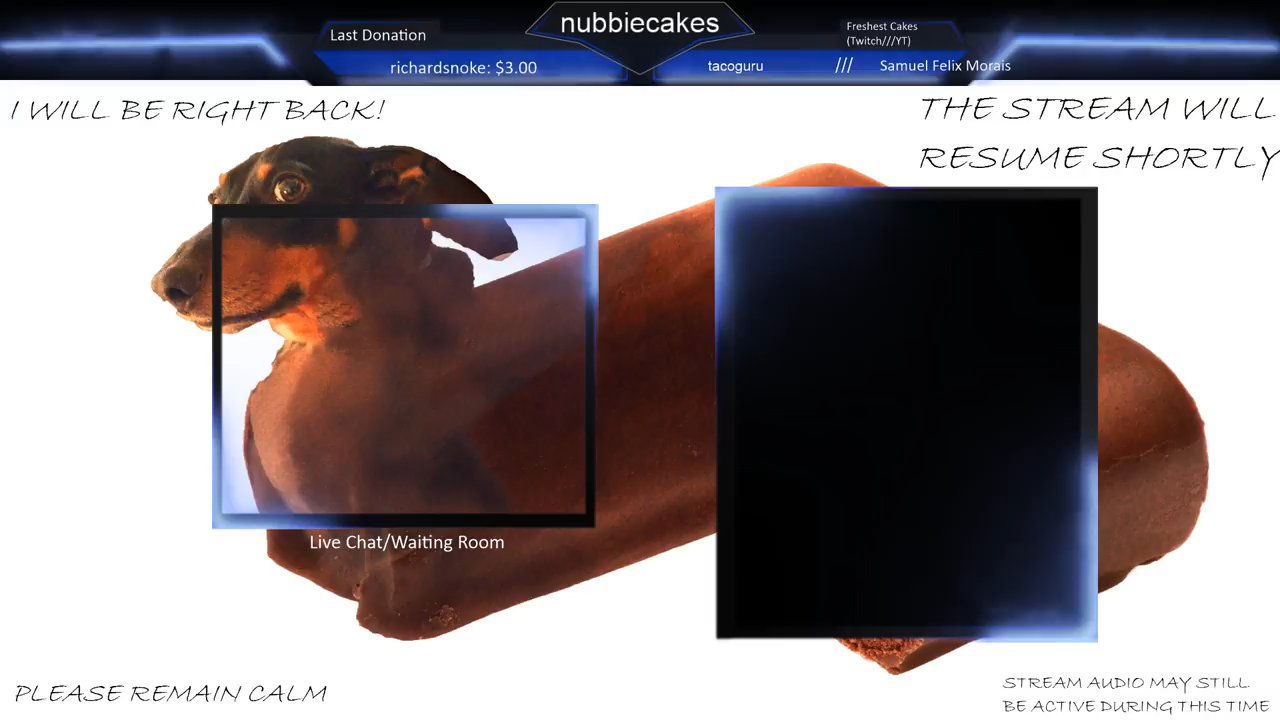 nubbiecakes
Last Donation
richardsnoke: $3.00
Freshest Cakes
(Twitch///YT)
tacoguru /// Samuel Felix Morais
I WILL BE RIGHT BACK!
THE STREAM WILL
RESUME SHORTLY
Live Chat/Waiting Room
PLEASE REMAIN CALM
STREAM AUDIO MAY STILL
BE ACTIVE DURING THIS TIME